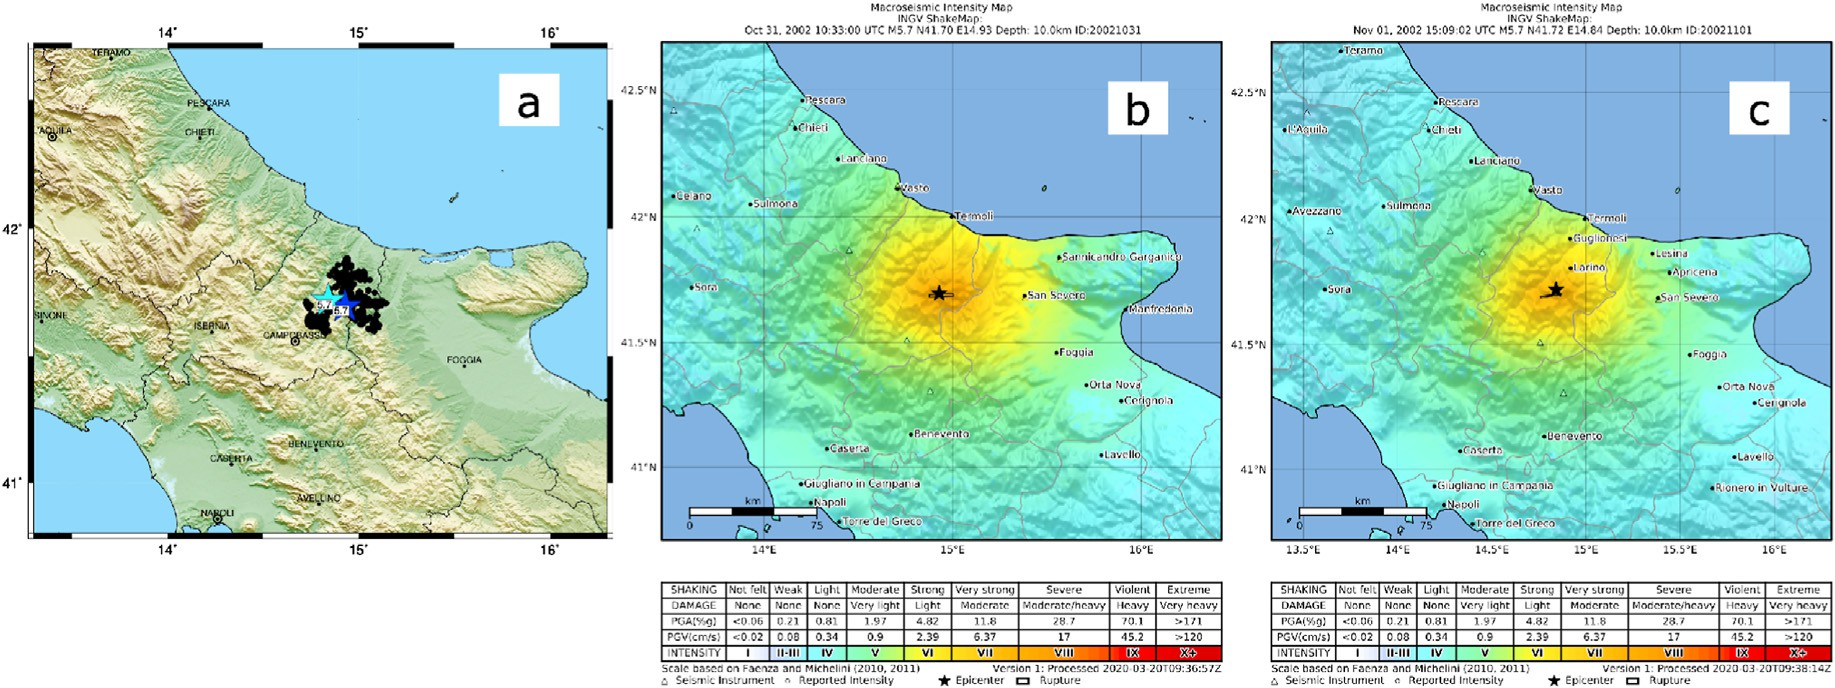 14˚
15˚
16˚
TERAMO
a
PESCARA
L'AQUILA
CHIETI
42˚
5.7
5.7
ISERNIA
CAMPOBASSO
FOGGIA
BENEVENTO
CASERTA
41˚
AVELLINO
NAPOLI
14˚
15˚
16˚
Macroseismic Intensity Map
INGV ShakeMap:
Oct 31, 2002 10:33:00 UTC M5.7 N41.70 E14.93 Depth: 10.0km ID:20021031
b
42.5°N
Pescara
Chieti
Lanciano
Vasto
Celano
Sulmona
42°N
Termoli
Sannicandro Garganico
Sora
San Severo
Manfredonia
41.5°N
Foggia
Orta Nova
Cerignola
Benevento
Caserta
Lavello
41°N
Giugliano in Campania
Napoli
Torre del Greco
km
0 75
14°E 15°E 16°E
SHAKING Not felt Weak Light Moderate Strong Very strong Severe Violent Extreme
DAMAGE None None None Very light Light Moderate Moderate/heavy Heavy Very heavy
PGA(%g) <0.06 0.21 0.81 1.97 4.82 11.8 28.7 70.1 >171
PGV(cm/s) <0.02 0.08 0.34 0.9 2.39 6.37 17 45.2 >120
INTENSITY I II-III IV V VI VII VIII IX X+
Scale based on Faenza and Michelini (2010, 2011) Version 1: Processed 2020-03-20T09:36:57Z
Seismic Instrument Reported Intensity Epicenter Rupture
Macroseismic Intensity Map
INGV ShakeMap:
Nov 01, 2002 15:09:02 UTC M5.7 N41.72 E14.84 Depth: 10.0km ID:20021101
Teramo
c
42.5°N
Pescara
L'Aquila
Chieti
Lanciano
Vasto
Avezzano
Sulmona
42°N
Termoli
Guglionesi
Lesina
Larino
Apricena
Sora
San Severo
41.5°N
Foggia
Orta Nova
Cerignola
Benevento
Caserta
Lavello
41°N
Giugliano in Campania
Rionero in Vulture
Napoli
Torre del Greco
km
0 75
13.5°E 14°E 14.5°E 15°E 15.5°E 16°E
SHAKING Not felt Weak Light Moderate Strong Very strong Severe Violent Extreme
DAMAGE None None None Very light Light Moderate Moderate/heavy Heavy Very heavy
PGA(%g) <0.06 0.21 0.81 1.97 4.82 11.8 28.7 70.1 >171
PGV(cm/s) <0.02 0.08 0.34 0.9 2.39 6.37 17 45.2 >120
INTENSITY I II-III IV V VI VII VIII IX X+
Scale based on Faenza and Michelini (2010, 2011) Version 1: Processed 2020-03-20T09:38:14Z
Seismic Instrument Reported Intensity Epicenter Rupture